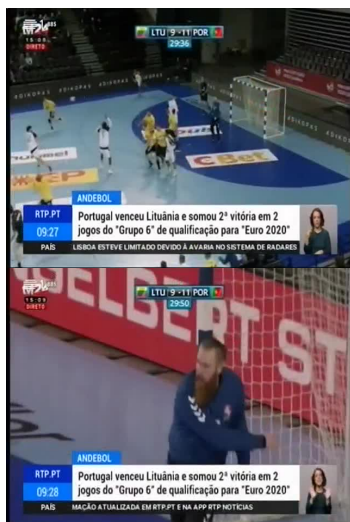 LTU 9 - 11 POR
29:36
15:05
DIRETO
CBet
ANDEBOL
RTP.PT
09:27
PAÍS
Portugal venceu Lituânia e somou 2ª vitória em 2
jogos do "Grupo 6" de qualificação para "Euro 2020"
LISBOA ESTEVE LIMITADO DEVIDO À AVARIA NO SISTEMA DE RADARES
LTU 9 - 11 POR
29:50
DIRETO
ANDEBOL
RTP.PT
09:28
PAÍS
Portugal venceu Lituânia e somou 2ª vitória em 2
jogos do "Grupo 6" de qualificação para "Euro 2020"
MAÇÃO ATUALIZADA EM RTP.PT E NA APP RTP NOTÍCIAS